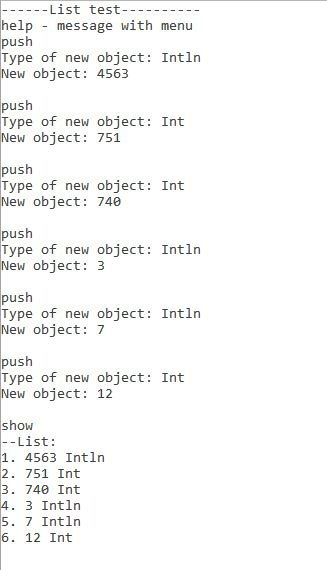 ------List test----------
help - message with menu
push
Type of new object: Intln
New object: 4563
push
Type of new object: Int
New object: 751
push
Type of new object: Int
New object: 740
push
Type of new object: Intln
New object: 3
push
Type of new object: Intln
New object: 7
push
Type of new object: Int
New object: 12
show
--List:
1. 4563 Intln
2. 751 Int
3. 740 Int
4. 3 Intln
5. 7 Intln
6. 12 Int